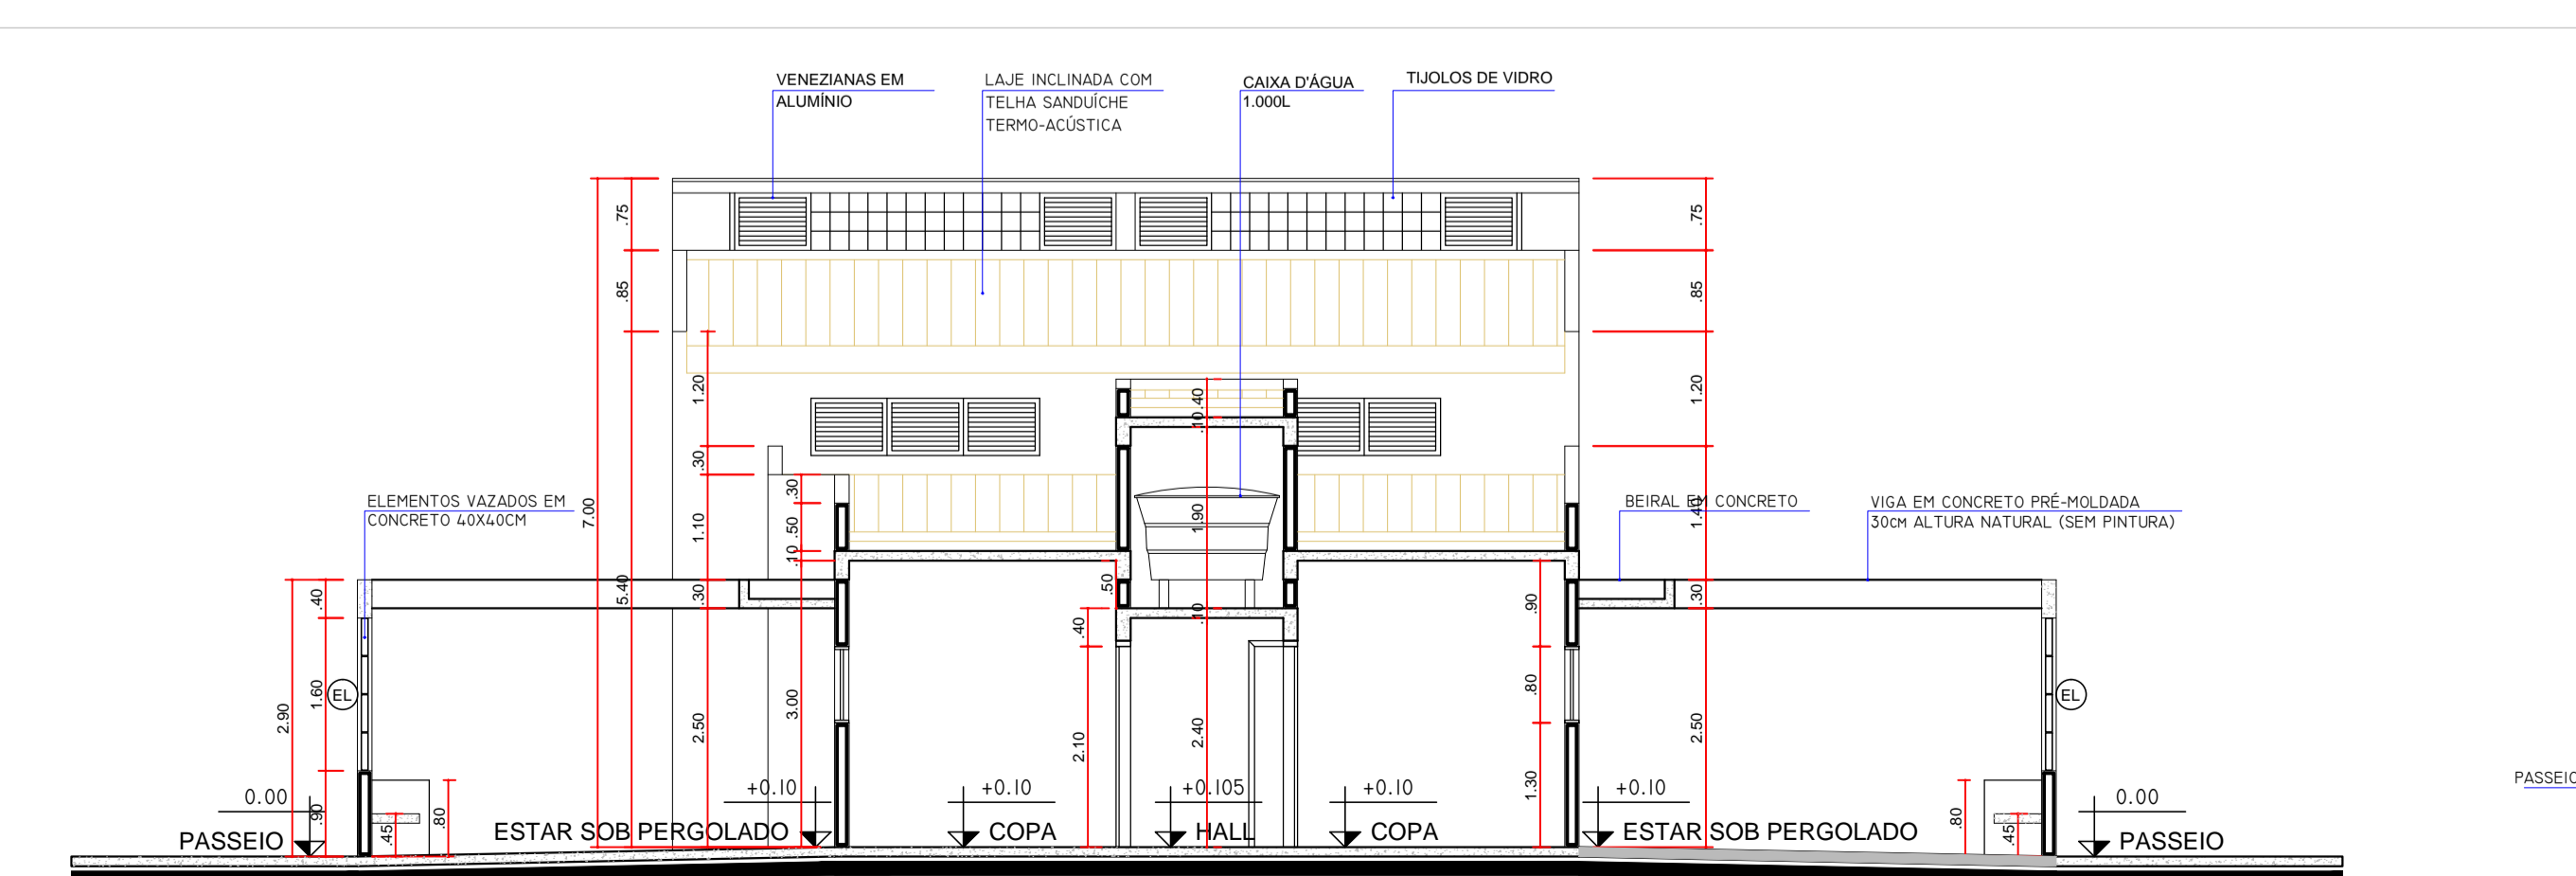 VENEZIANAS EM
ALUMÍNIO
LAJE INCLINADA COM
TELHA SANDUÍCHE
TERMO-ACÚSTICA
CAIXA D'ÁGUA
1.000L
TIJOLOS DE VIDRO
.75
.85
1.20
.30
1.10
.30
2.50
7.00
5.40
.30
.50
.10
3.00
.40
.10
1.90
.10
2.40
.50
.40
2.10
.90
.80
1.30
.75
.85
1.20
1.40
.30
2.50
ELEMENTOS VAZADOS EM
CONCRETO 40X40CM
BEIRAL EM CONCRETO
VIGA EM CONCRETO PRÉ-MOLDADA
30CM ALTURA NATURAL (SEM PINTURA)
2.90
.40
1.60
.90
EL
EL
.45
.80
.80
.45
0.00
PASSEIO
+0.10
ESTAR SOB PERGOLADO
+0.10
COPA
+0.105
HALL
+0.10
COPA
+0.10
ESTAR SOB PERGOLADO
0.00
PASSEIO
PASSEIO